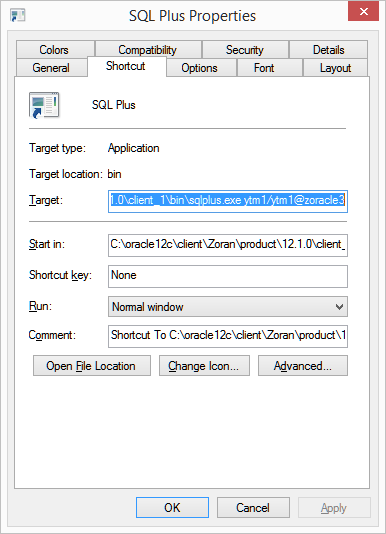 SQL Plus Properties
Colors Compatibility Security Details
General Shortcut Options Font Layout
SQL Plus
Target type: Application
Target location: bin
Target: 1.0\client_1\bin\sqlplus.exe ytm1/ytm1@zoracle3
Start in: C:\oracle12c\client\Zoran\product\12.1.0\client_
Shortcut key: None
Run: Normal window
Comment: Shortcut To C:\oracle12c\client\Zoran\product\1
Open File Location Change Icon... Advanced...
OK Cancel Apply